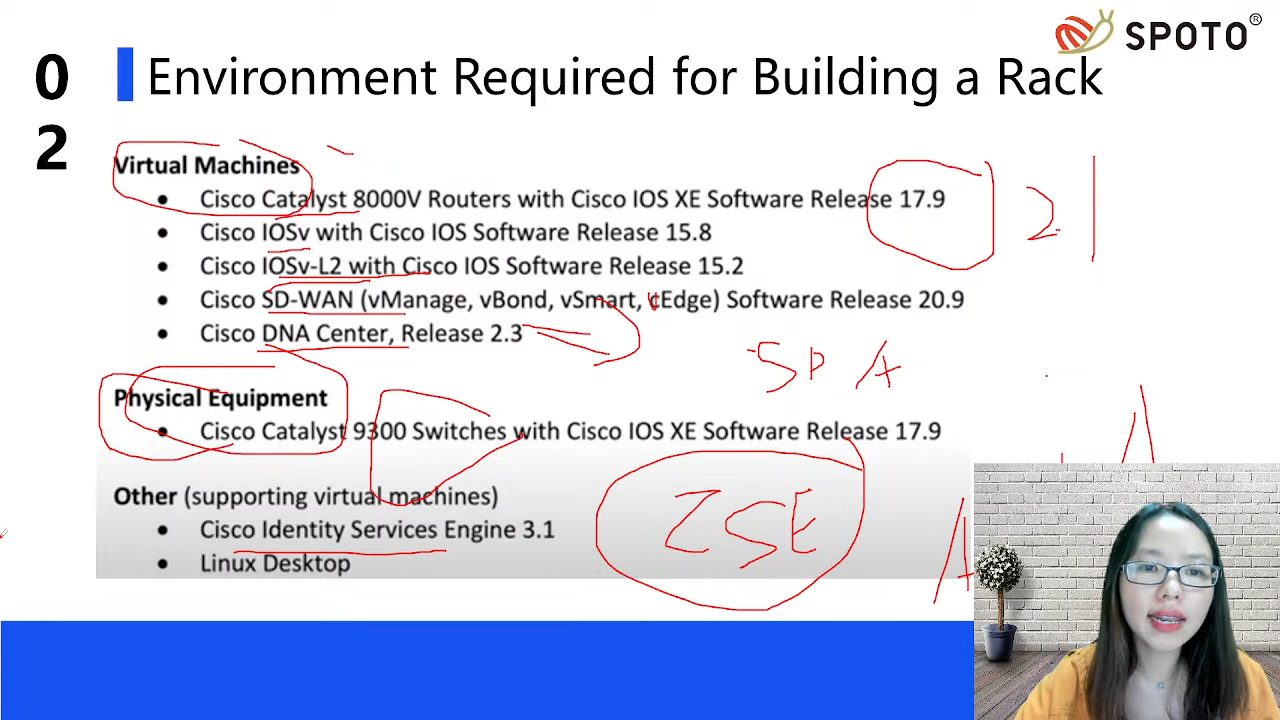 SPOTO®
02
Environment Required for Building a Rack
Virtual Machines
• Cisco Catalyst 8000V Routers with Cisco IOS XE Software Release 17.9
21
• Cisco IOSv with Cisco IOS Software Release 15.8
• Cisco IOSv-L2 with Cisco IOS Software Release 15.2
• Cisco SD-WAN (vManage, vBond, vSmart, cEdge) Software Release 20.9
• Cisco DNA Center, Release 2.3
SDA
Physical Equipment
• Cisco Catalyst 9300 Switches with Cisco IOS XE Software Release 17.9
Other (supporting virtual machines)
• Cisco Identity Services Engine 3.1
ISE
• Linux Desktop